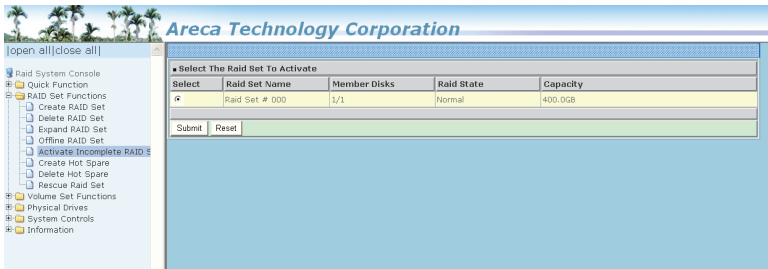 Areca Technology Corporation
|open all|close all|
Raid System Console
Quick Function
RAID Set Functions
Create RAID Set
Delete RAID Set
Expand RAID Set
Offline RAID Set
Activate Incomplete RAID S
Create Hot Spare
Delete Hot Spare
Rescue Raid Set
Volume Set Functions
Physical Drives
System Controls
Information
Select The Raid Set To Activate
Select Raid Set Name Member Disks Raid State Capacity
Raid Set # 000 1/1 Normal 400.0GB
Submit Reset